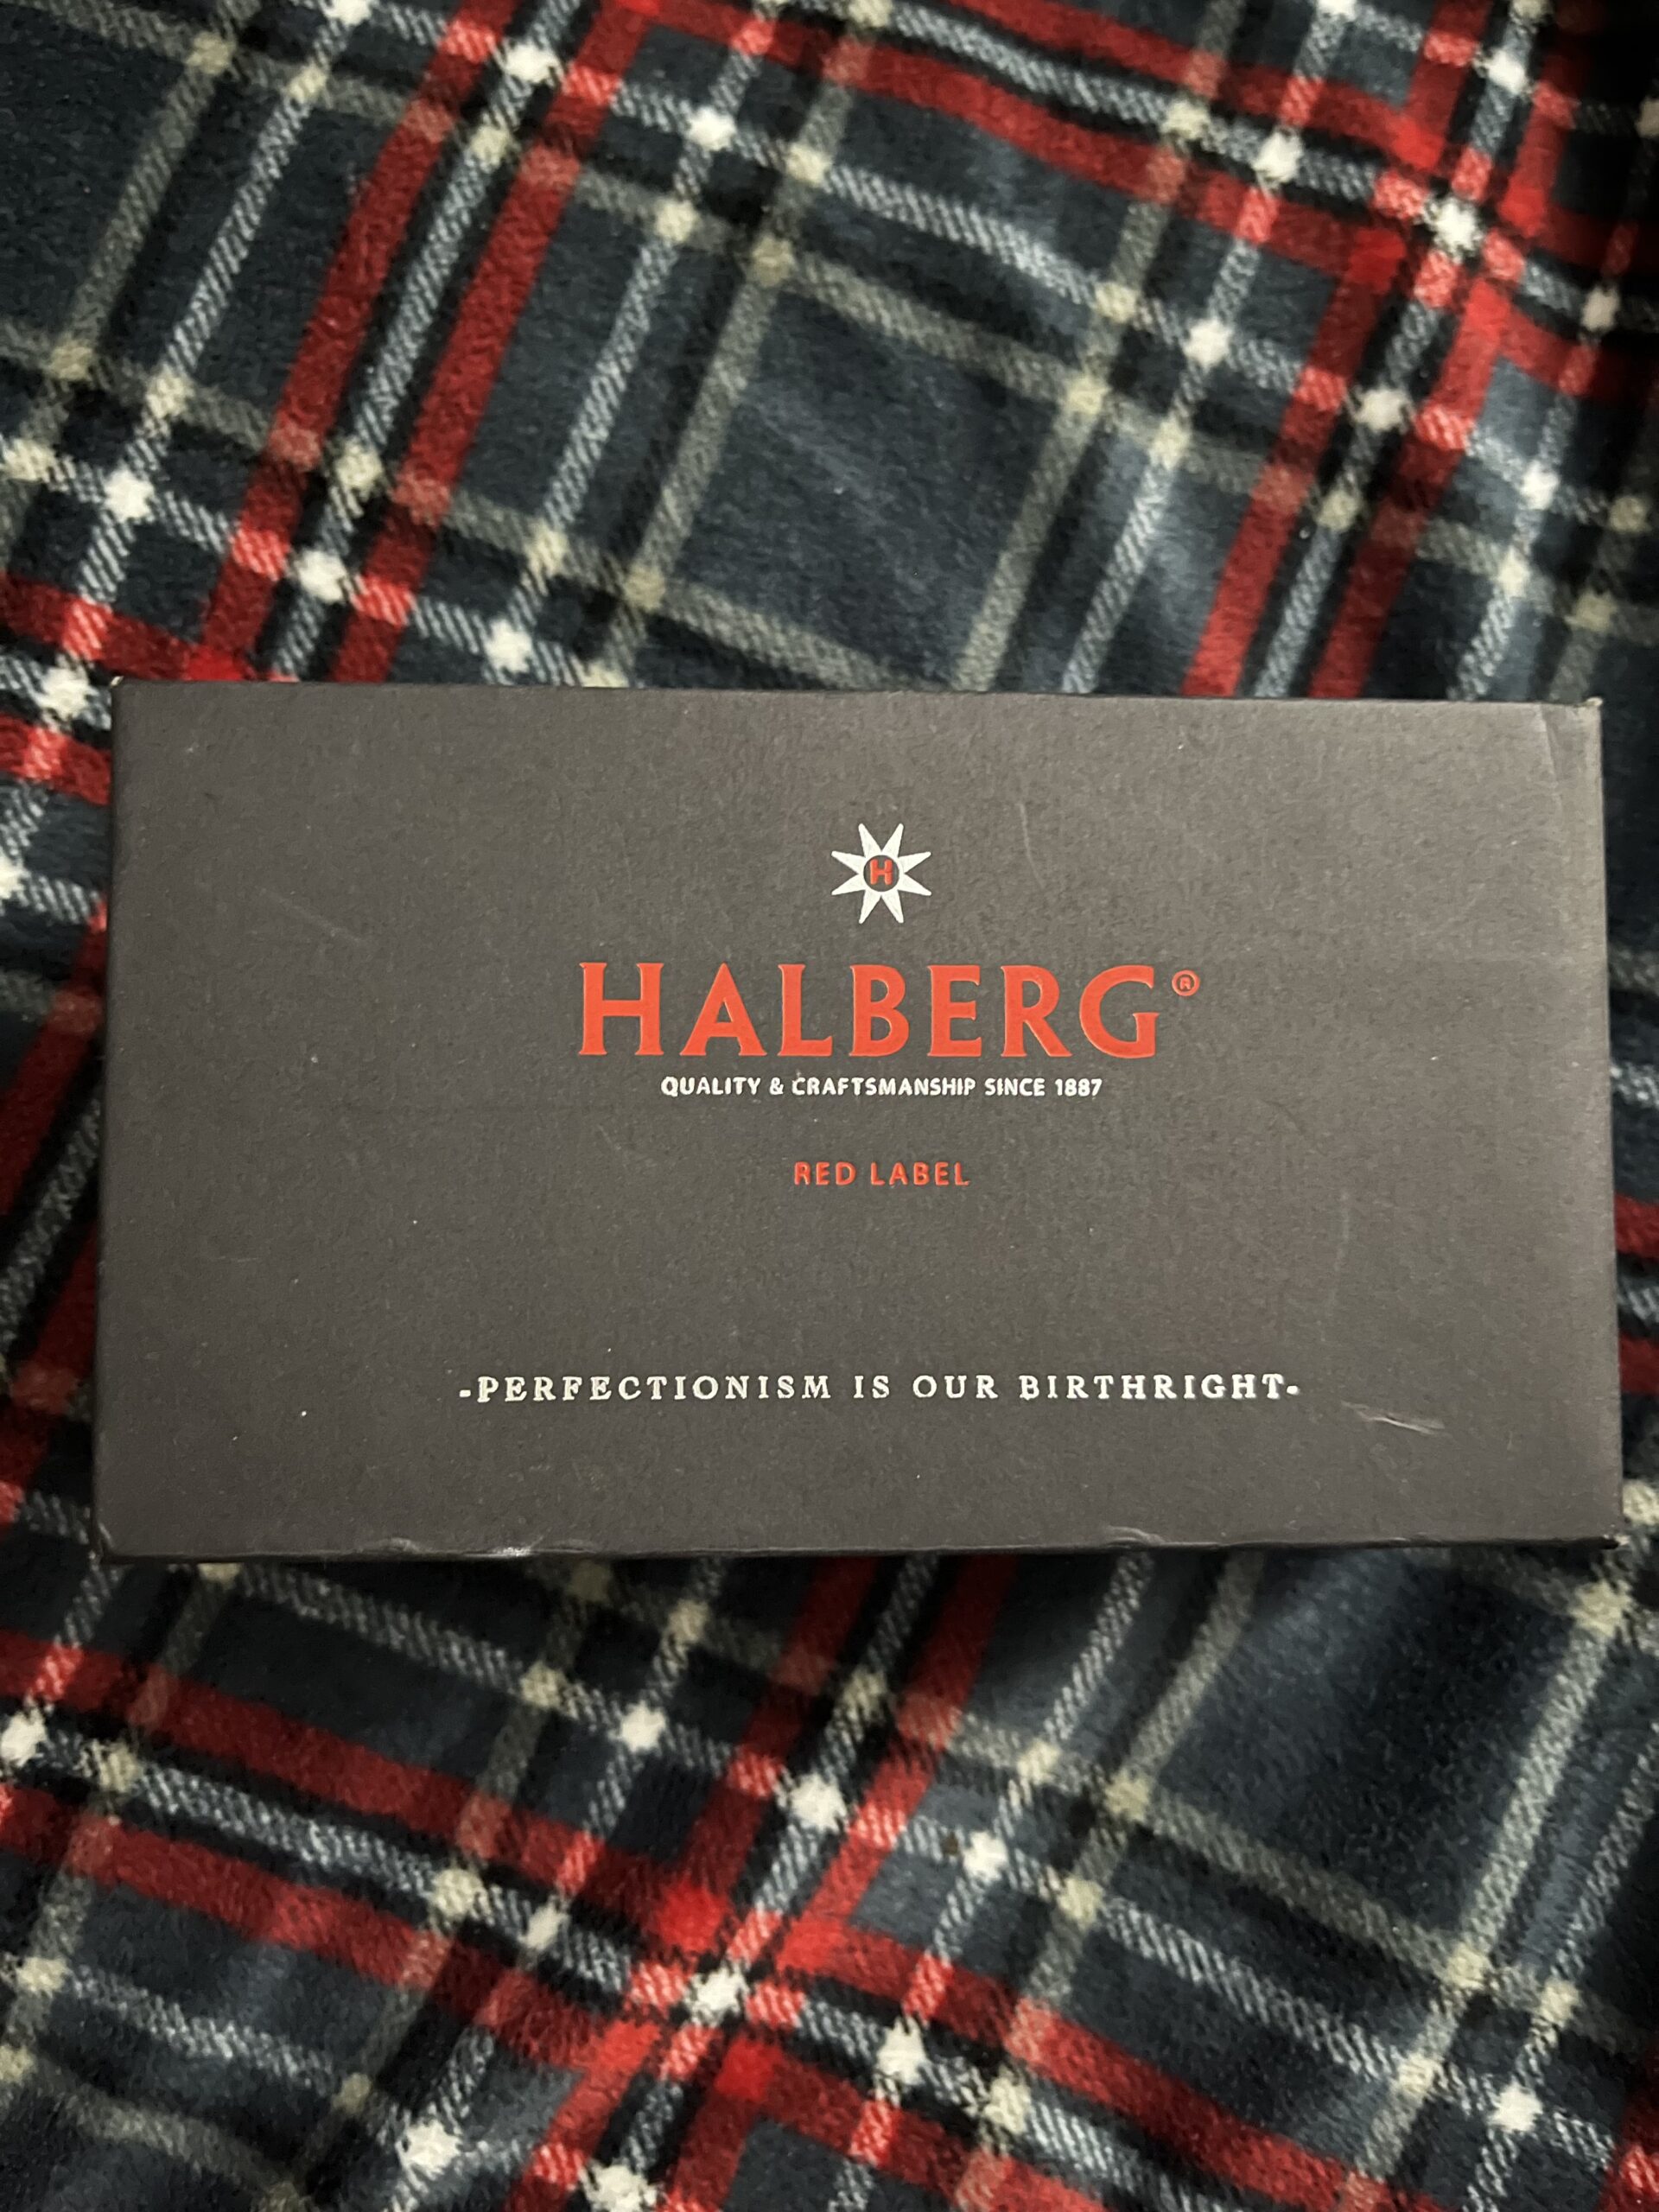 H
HALBERG®
QUALITY & CRAFTSMANSHIP SINCE 1887
RED LABEL
-PERFECTIONISM IS OUR BIRTHRIGHT-